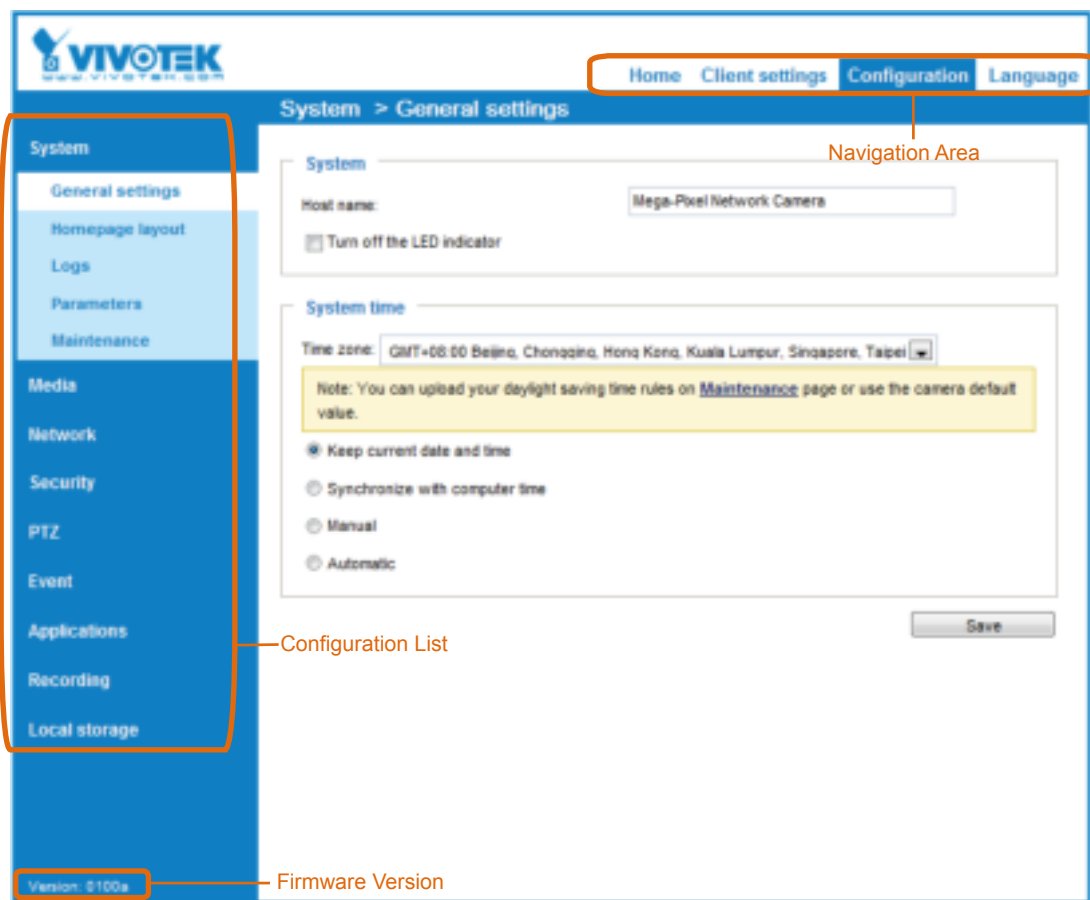 VIVOTEK
www.vivotek.com
Home Client settings Configuration Language
System > General settings
Navigation Area
System
General settings
Homepage layout
Logs
Parameters
Maintenance
Media
Network
Security
PTZ
Event
Applications
Recording
Local storage
Version: 0100a
System
Host name: Mega-Pixel Network Camera
Turn off the LED indicator
System time
Time zone: GMT+08:00 Beijing, Chongqing, Hong Kong, Kuala Lumpur, Singapore, Taipei
Note: You can upload your daylight saving time rules on Maintenance page or use the camera default
value.
Keep current date and time
Synchronize with computer time
Manual
Automatic
Save
Configuration List
Firmware Version